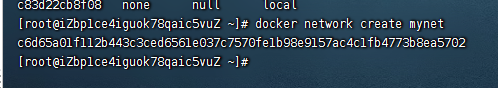 c83d22cb8f08 none null local
[root@iZbp1ce4iguok78qaic5vuZ ~]# docker network create mynet
c6d65a01f112b443c3ced6561e037c7570fe1b98e9157ac4c1fb4773b8ea5702
[root@iZbp1ce4iguok78qaic5vuZ ~]#